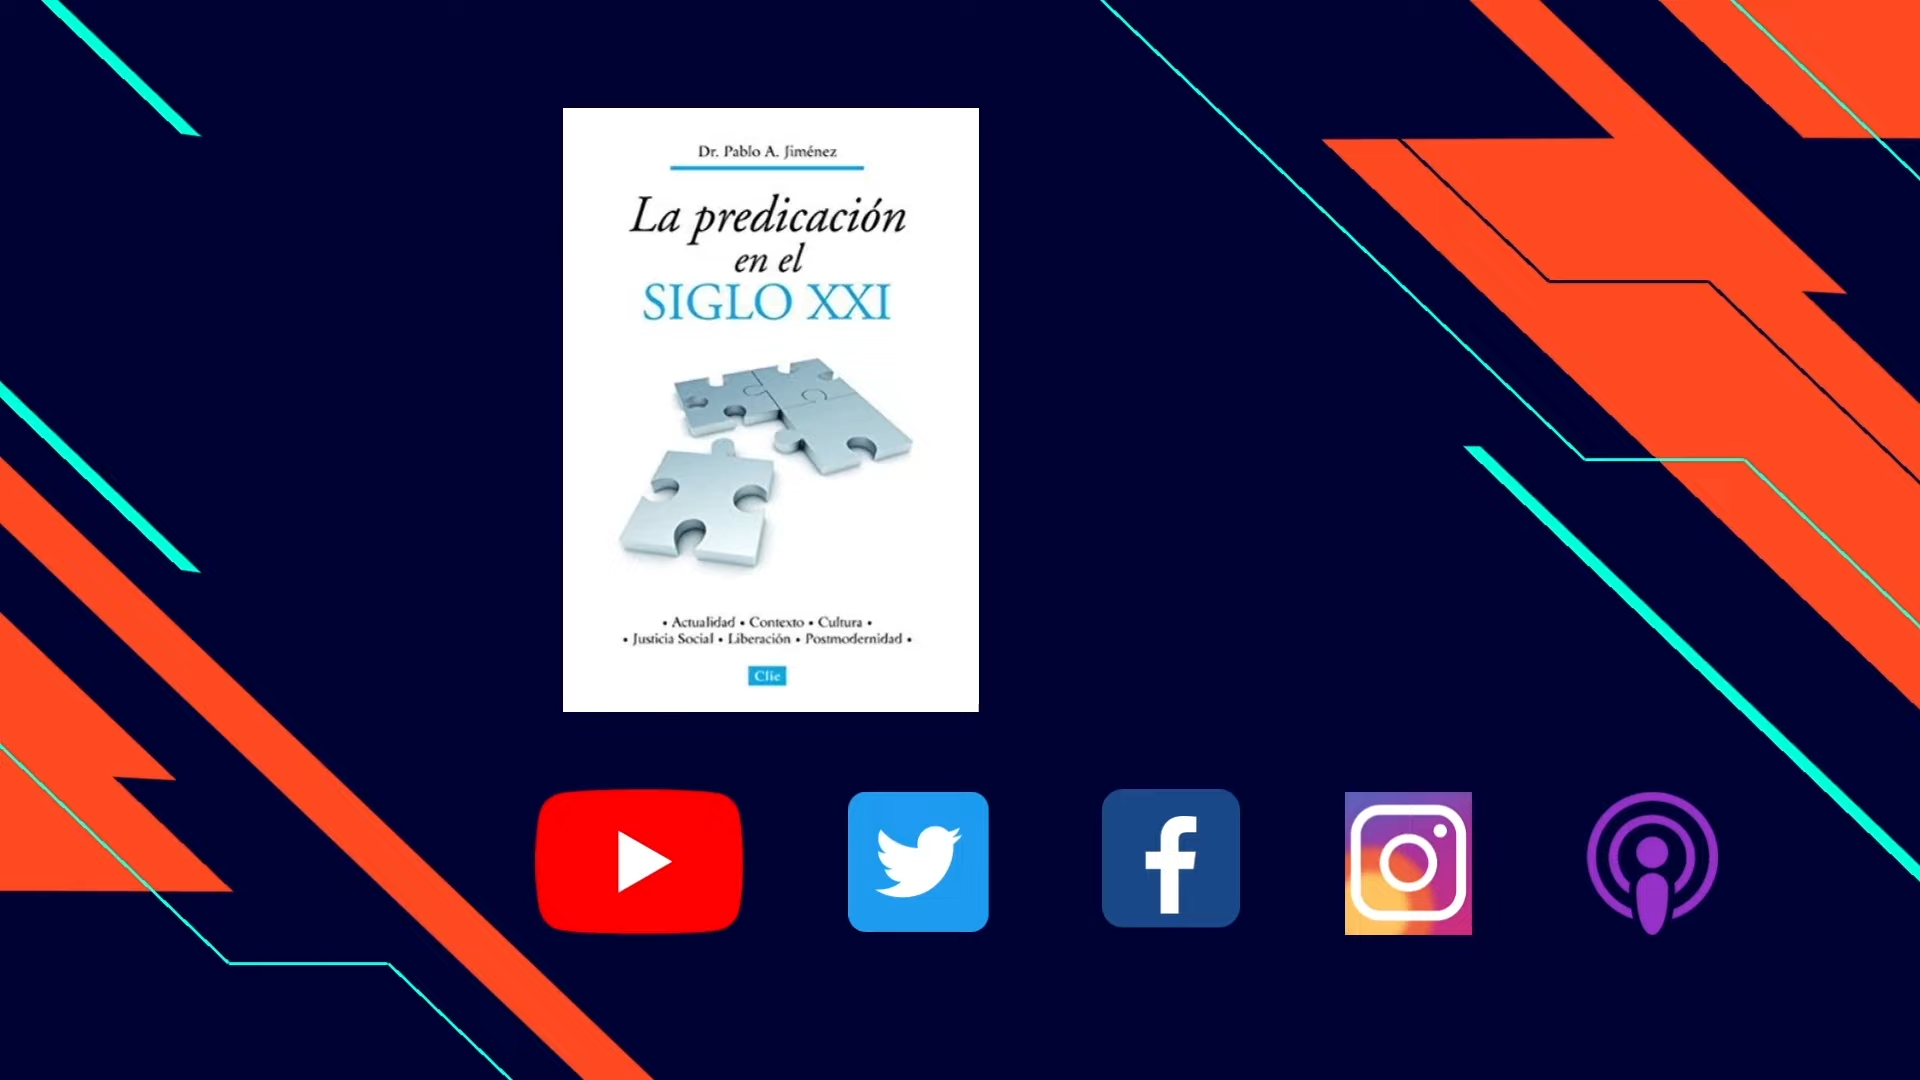 Dr. Pablo A. Jiménez
La predicación
en el
SIGLO XXI
• Actualidad • Contexto • Cultura •
• Justicia Social • Liberación • Postmodernidad •
Clie